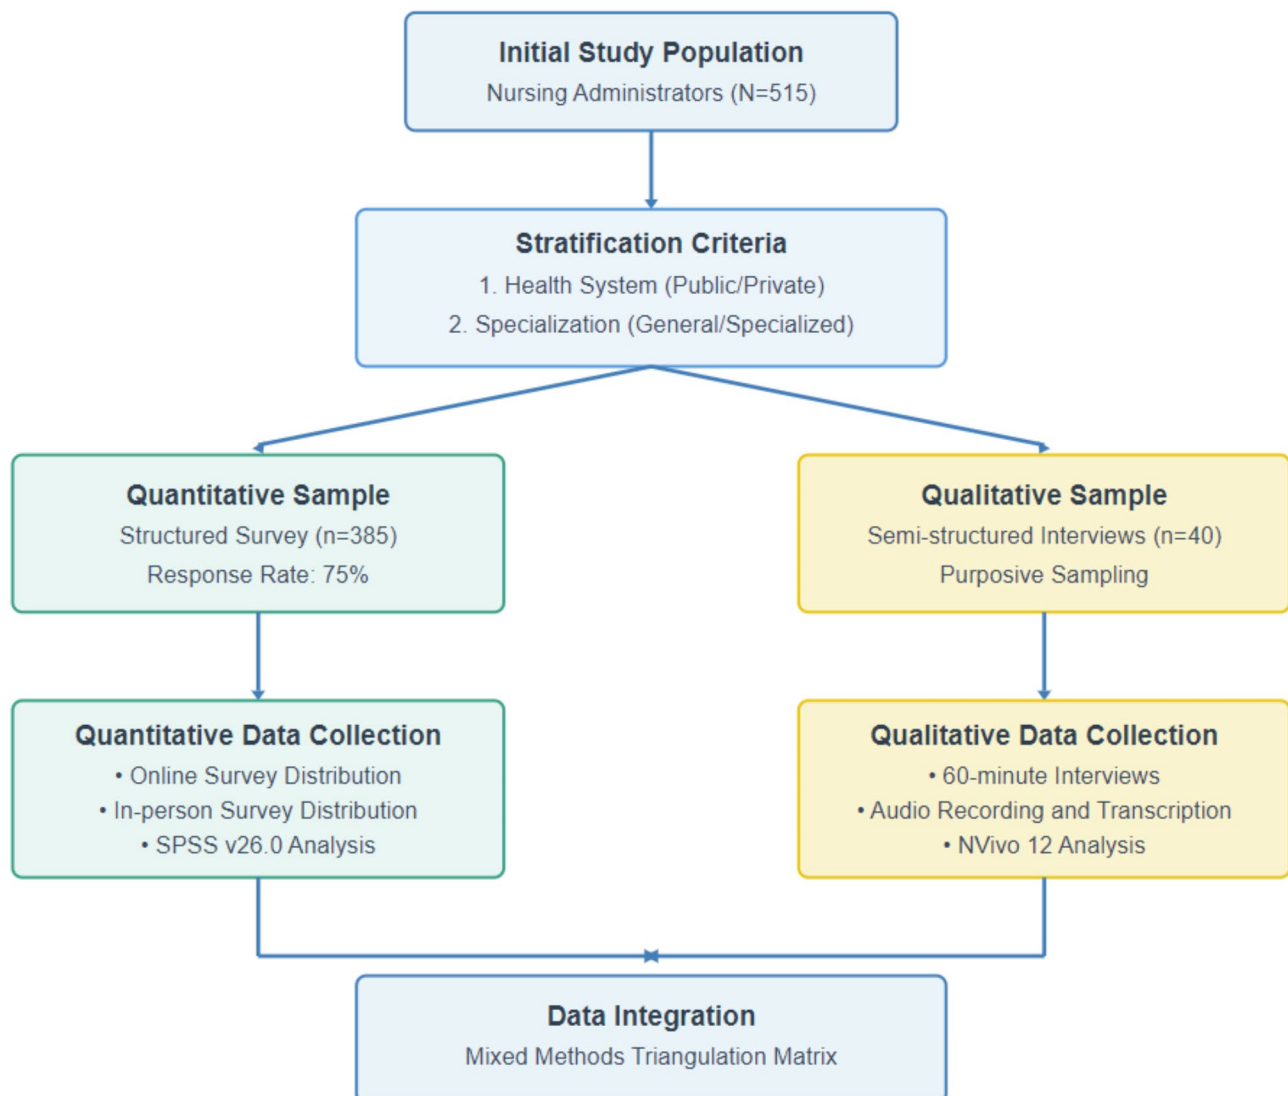 Initial Study Population
Nursing Administrators (N=515)
Stratification Criteria
1. Health System (Public/Private)
2. Specialization (General/Specialized)
Quantitative Sample
Structured Survey (n=385)
Response Rate: 75%
Qualitative Sample
Semi-structured Interviews (n=40)
Purposive Sampling
Quantitative Data Collection
• Online Survey Distribution
• In-person Survey Distribution
• SPSS v26.0 Analysis
Qualitative Data Collection
• 60-minute Interviews
• Audio Recording and Transcription
• NVivo 12 Analysis
Data Integration
Mixed Methods Triangulation Matrix